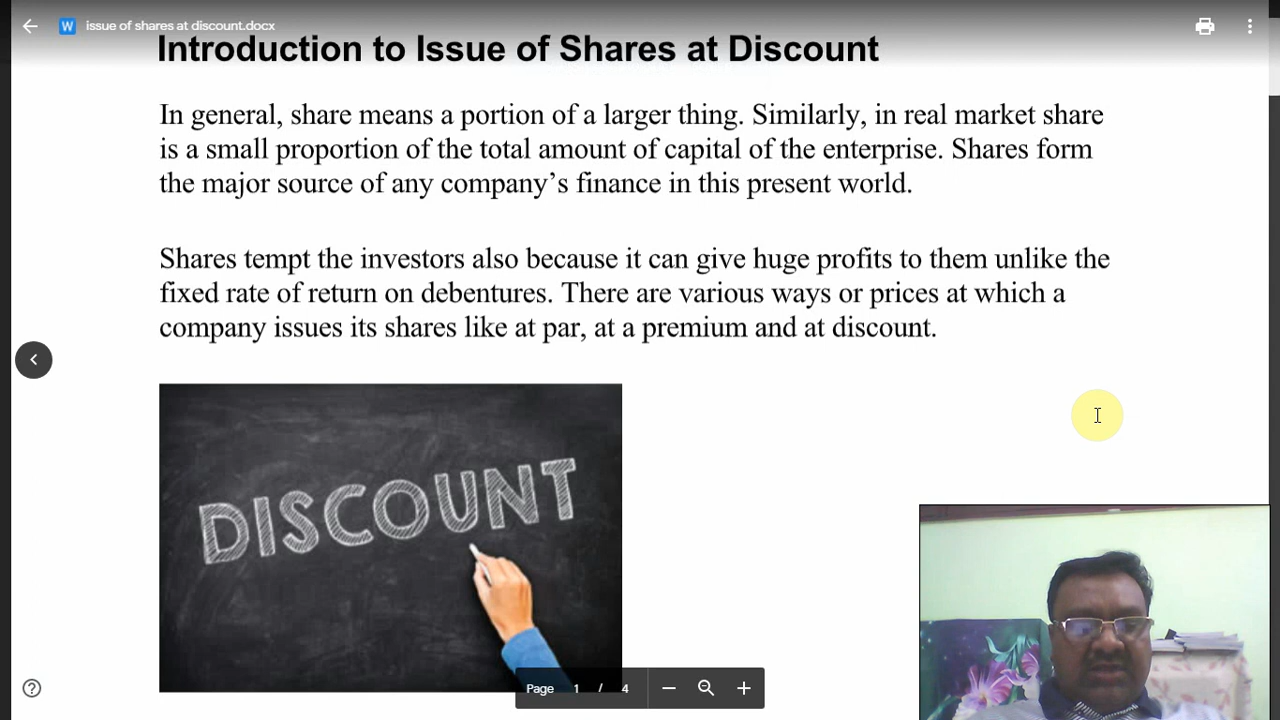 issue of shares at discount.docx
Introduction to Issue of Shares at Discount
In general, share means a portion of a larger thing. Similarly, in real market share
is a small proportion of the total amount of capital of the enterprise. Shares form
the major source of any company’s finance in this present world.
Shares tempt the investors also because it can give huge profits to them unlike the
fixed rate of return on debentures. There are various ways or prices at which a
company issues its shares like at par, at a premium and at discount.
DISCOUNT
Page 1 / 4